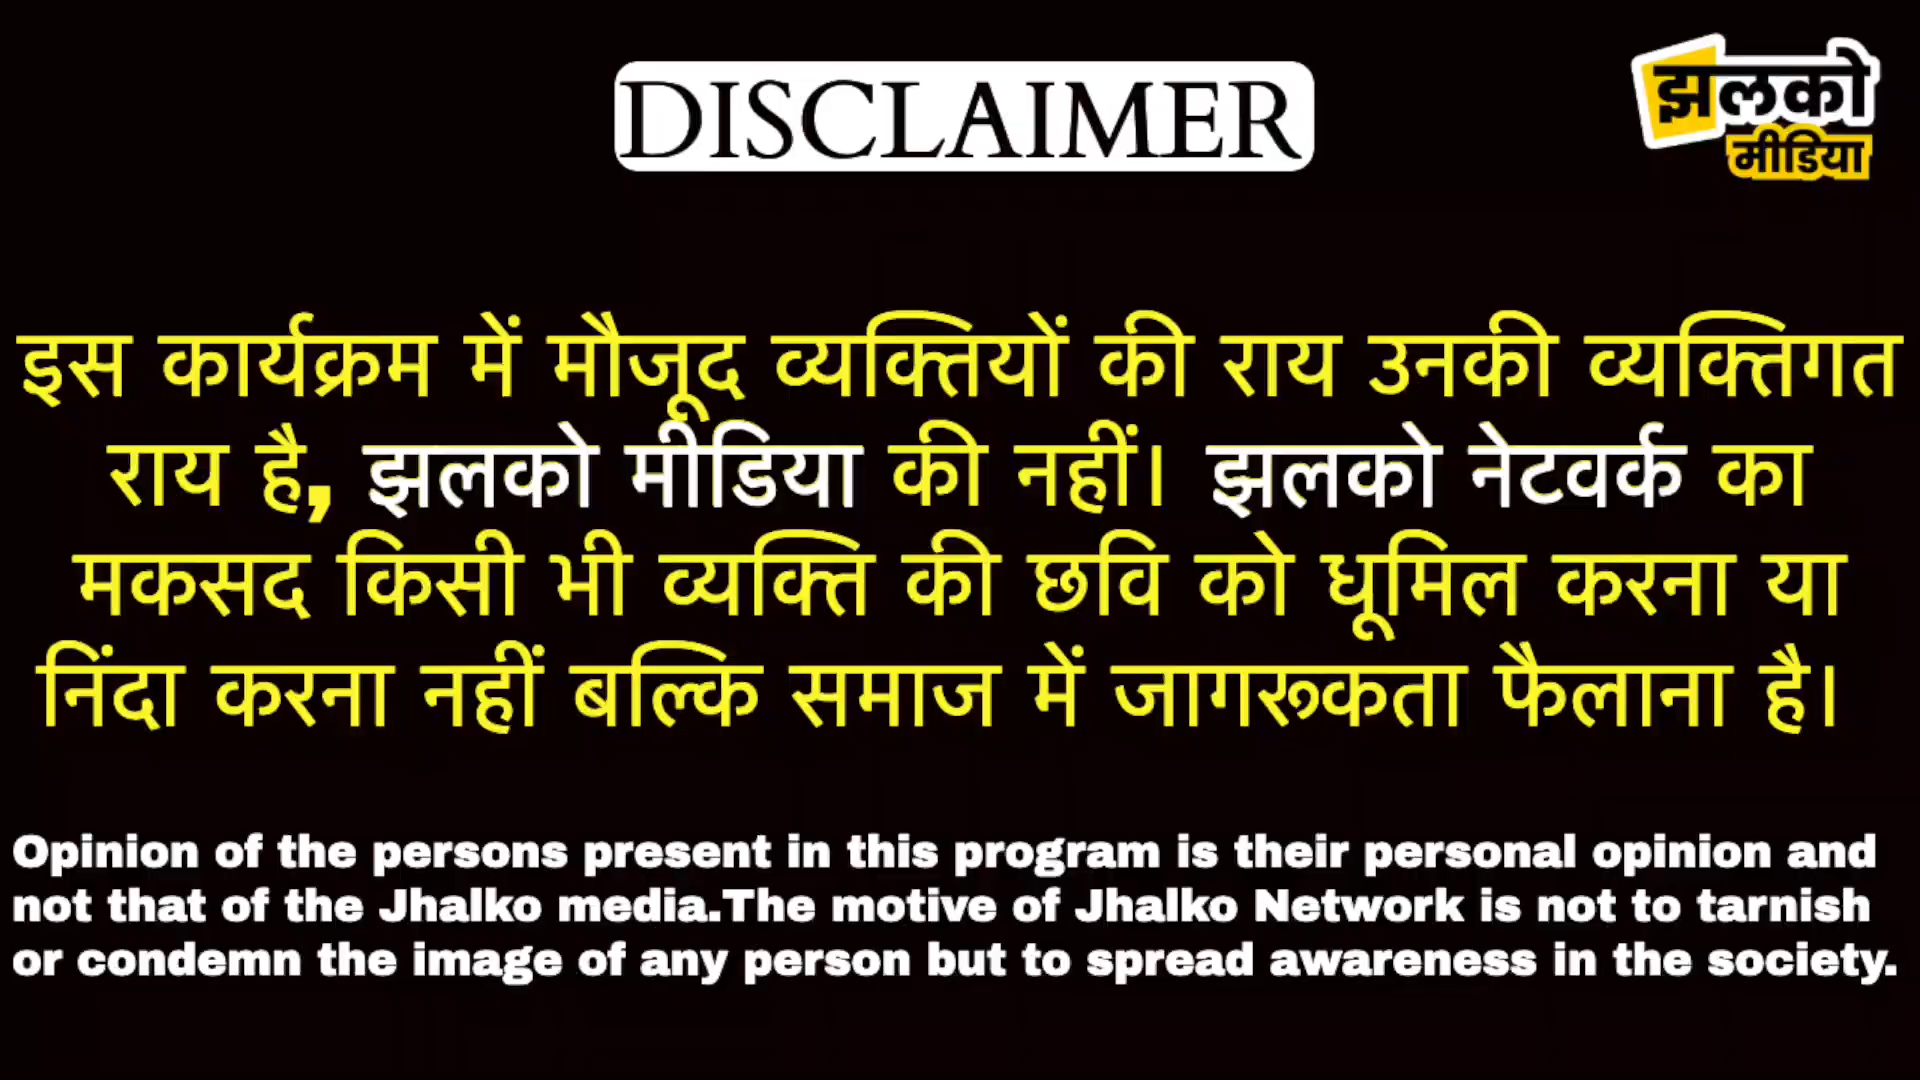 DISCLAIMER
झलको
मीडिया
इस कार्यक्रम में मौजूद व्यक्तियों की राय उनकी व्यक्तिगत
राय है, झलको मीडिया की नहीं। झलको नेटवर्क का
मकसद किसी भी व्यक्ति की छवि को धूमिल करना या
निंदा करना नहीं बल्कि समाज में जागरूकता फैलाना है।
Opinion of the persons present in this program is their personal opinion and
not that of the Jhalko media.The motive of Jhalko Network is not to tarnish
or condemn the image of any person but to spread awareness in the society.